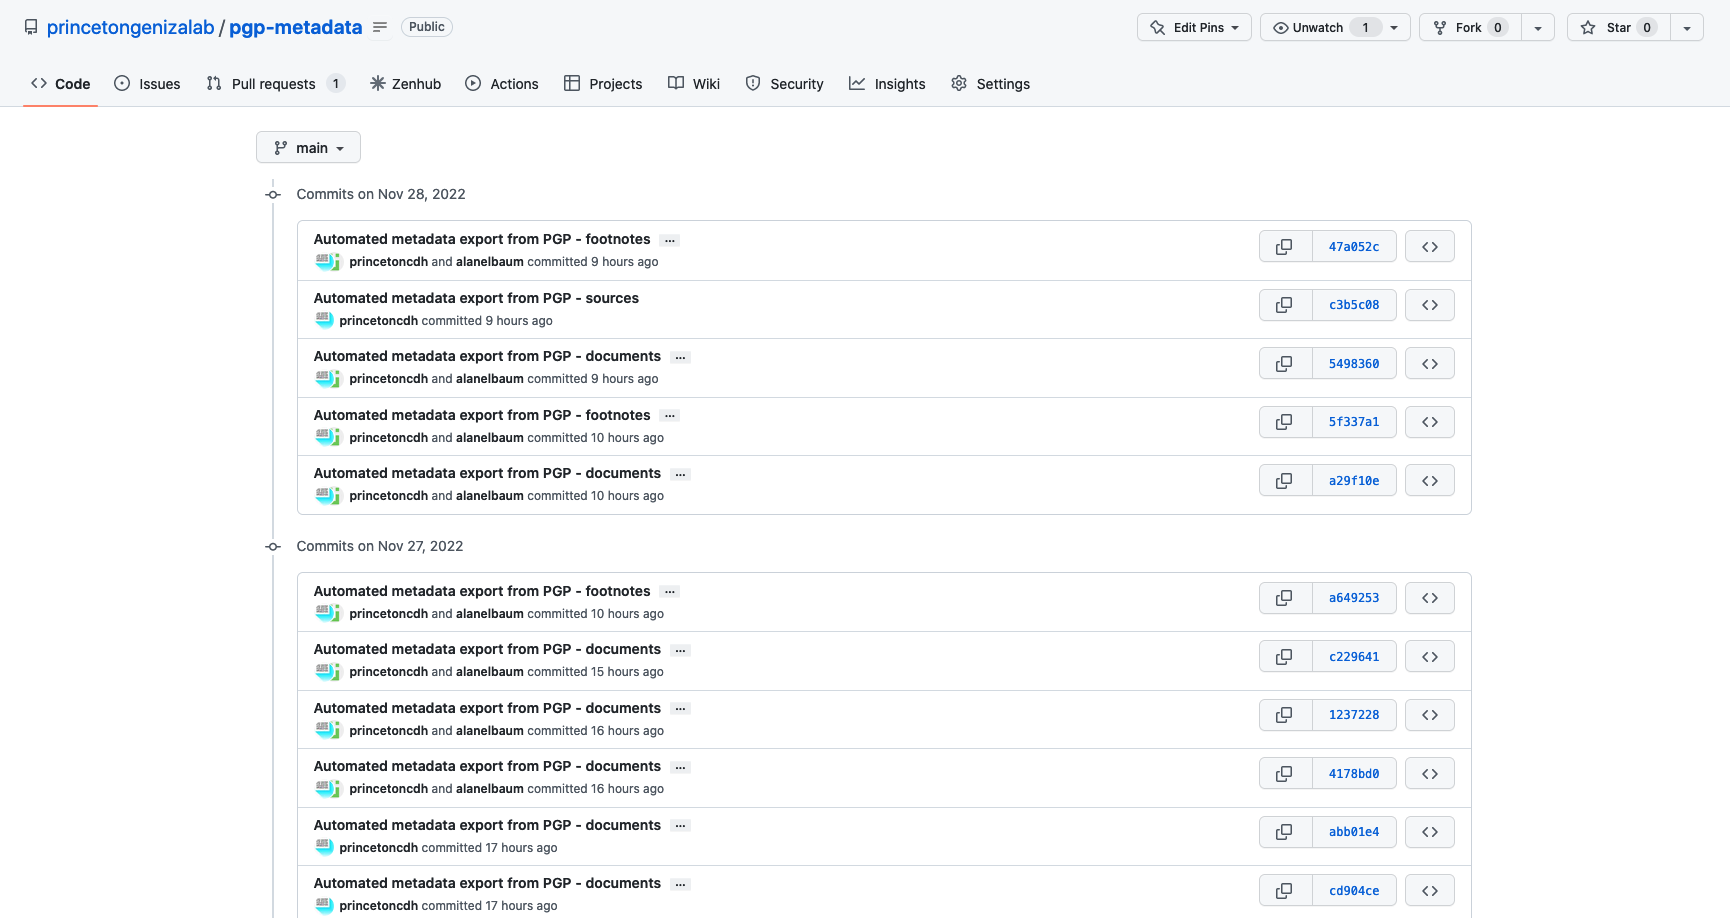 princetongenizalab / pgp-metadata Public Edit Pins Unwatch 1 Fork 0 Star 0
Code Issues Pull requests 1 Zenhub Actions Projects Wiki Security Insights Settings
main
Commits on Nov 28, 2022
Automated metadata export from PGP - footnotes ... 47a052c
princetoncdh and alanelbaum committed 9 hours ago
Automated metadata export from PGP - sources c3b5c08
princetoncdh committed 9 hours ago
Automated metadata export from PGP - documents ... 5498360
princetoncdh and alanelbaum committed 9 hours ago
Automated metadata export from PGP - footnotes ... 5f337a1
princetoncdh and alanelbaum committed 10 hours ago
Automated metadata export from PGP - documents ... a29f10e
princetoncdh and alanelbaum committed 10 hours ago
Commits on Nov 27, 2022
Automated metadata export from PGP - footnotes ... a649253
princetoncdh and alanelbaum committed 10 hours ago
Automated metadata export from PGP - documents ... c229641
princetoncdh and alanelbaum committed 15 hours ago
Automated metadata export from PGP - documents ... 1237228
princetoncdh and alanelbaum committed 16 hours ago
Automated metadata export from PGP - documents ... 4178bd0
princetoncdh and alanelbaum committed 16 hours ago
Automated metadata export from PGP - documents ... abb01e4
princetoncdh committed 17 hours ago
Automated metadata export from PGP - documents ... cd904ce
princetoncdh committed 17 hours ago